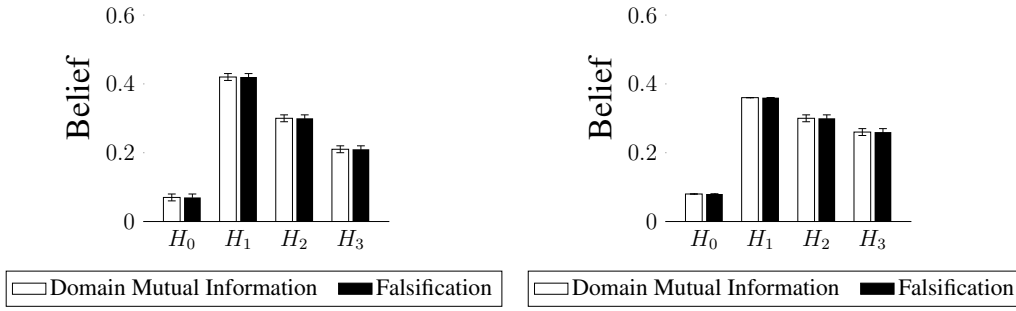 0.6
0.4
0.2
0
Belief
H₀ H₁ H₂ H₃
Domain Mutual Information Falsification
0.6
0.4
0.2
0
Belief
H₀ H₁ H₂ H₃
Domain Mutual Information Falsification